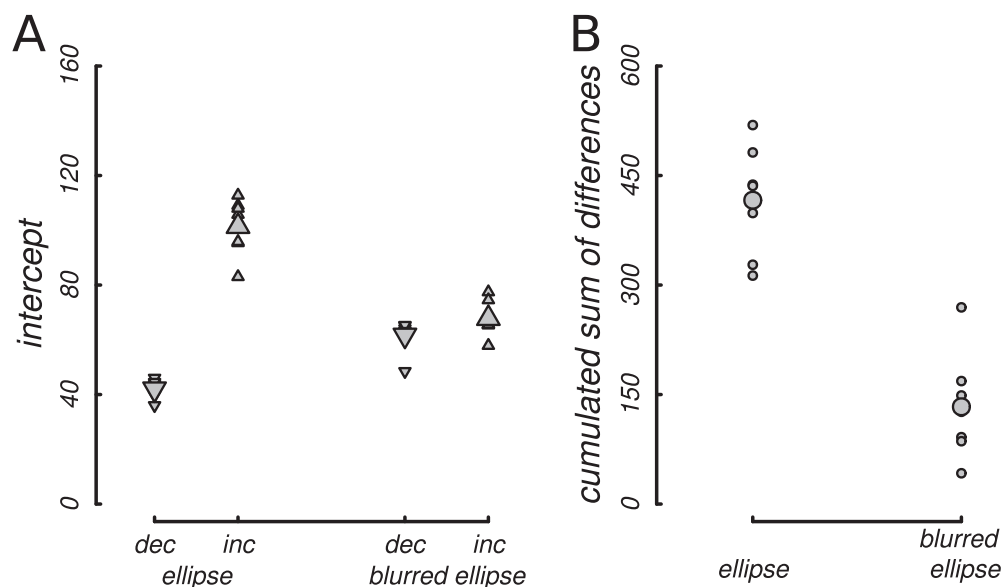 A
intercept
160
120
80
40
0
dec inc dec inc
ellipse blurred ellipse
B
cumulated sum of differences
600
450
300
150
0
ellipse
blurred
ellipse